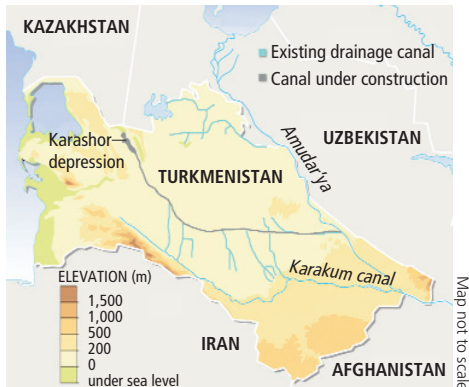 KAZAKHSTAN
Existing drainage canal
Canal under construction
Karashor
depression
Amudar'ya
UZBEKISTAN
TURKMENISTAN
Karakum canal
ELEVATION (m)
1,500
1,000
500
200
0
under sea level
IRAN
AFGHANISTAN
Map not to scale